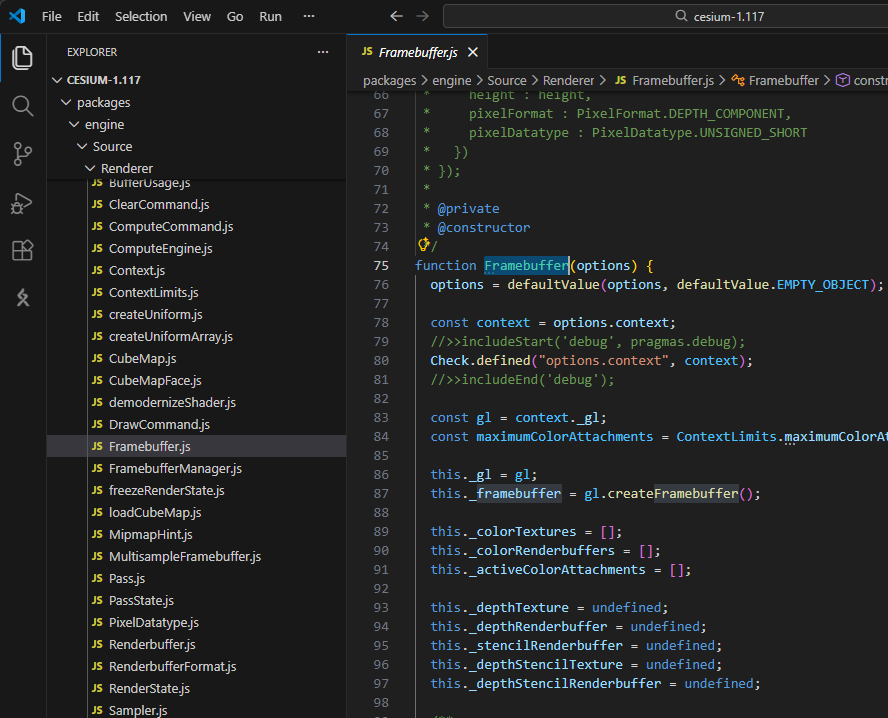 File Edit Selection View Go Run ···
cesium-1.117
EXPLORER ···
CESIUM-1.117
packages
engine
Source
Renderer
BufferUsage.js
ClearCommand.js
ComputeCommand.js
ComputeEngine.js
Context.js
ContextLimits.js
createUniform.js
createUniformArray.js
CubeMap.js
CubeMapFace.js
demodernizeShader.js
DrawCommand.js
Framebuffer.js
FramebufferManager.js
freezeRenderState.js
loadCubeMap.js
MipmapHint.js
MultisampleFramebuffer.js
Pass.js
PassState.js
PixelDatatype.js
Renderbuffer.js
RenderbufferFormat.js
RenderState.js
Sampler.js
JS Framebuffer.js
packages > engine > Source > Renderer > JS Framebuffer.js > Framebuffer > constr
66 *     height : height,
67 *     pixelFormat : PixelFormat.DEPTH_COMPONENT,
68 *     pixelDatatype : PixelDatatype.UNSIGNED_SHORT
69 *   })
70 * });
71 *
72 * @private
73 * @constructor
74 */
75 function Framebuffer(options) {
76   options = defaultValue(options, defaultValue.EMPTY_OBJECT);
77
78   const context = options.context;
79   //>>includeStart('debug', pragmas.debug);
80   Check.defined("options.context", context);
81   //>>includeEnd('debug');
82
83   const gl = context._gl;
84   const maximumColorAttachments = ContextLimits.maximumColorAt
85
86   this._gl = gl;
87   this._framebuffer = gl.createFramebuffer();
88
89   this._colorTextures = [];
90   this._colorRenderbuffers = [];
91   this._activeColorAttachments = [];
92
93   this._depthTexture = undefined;
94   this._depthRenderbuffer = undefined;
95   this._stencilRenderbuffer = undefined;
96   this._depthStencilTexture = undefined;
97   this._depthStencilRenderbuffer = undefined;
98